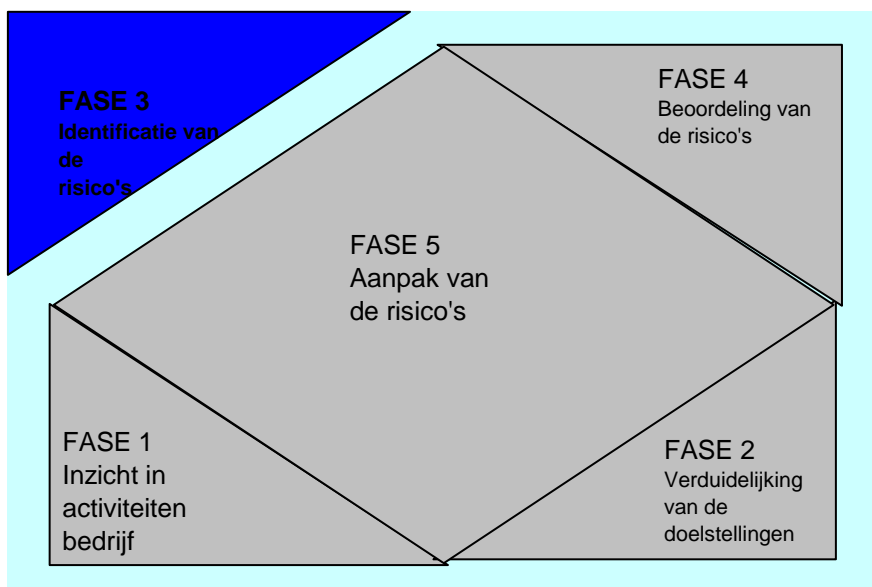 FASE 3
Identificatie van
de
risico's
FASE 4
Beoordeling van
de risico's
FASE 5
Aanpak van
de risico's
FASE 1
Inzicht in
activiteiten
bedrijf
FASE 2
Verduidelijking
van de
doelstellingen